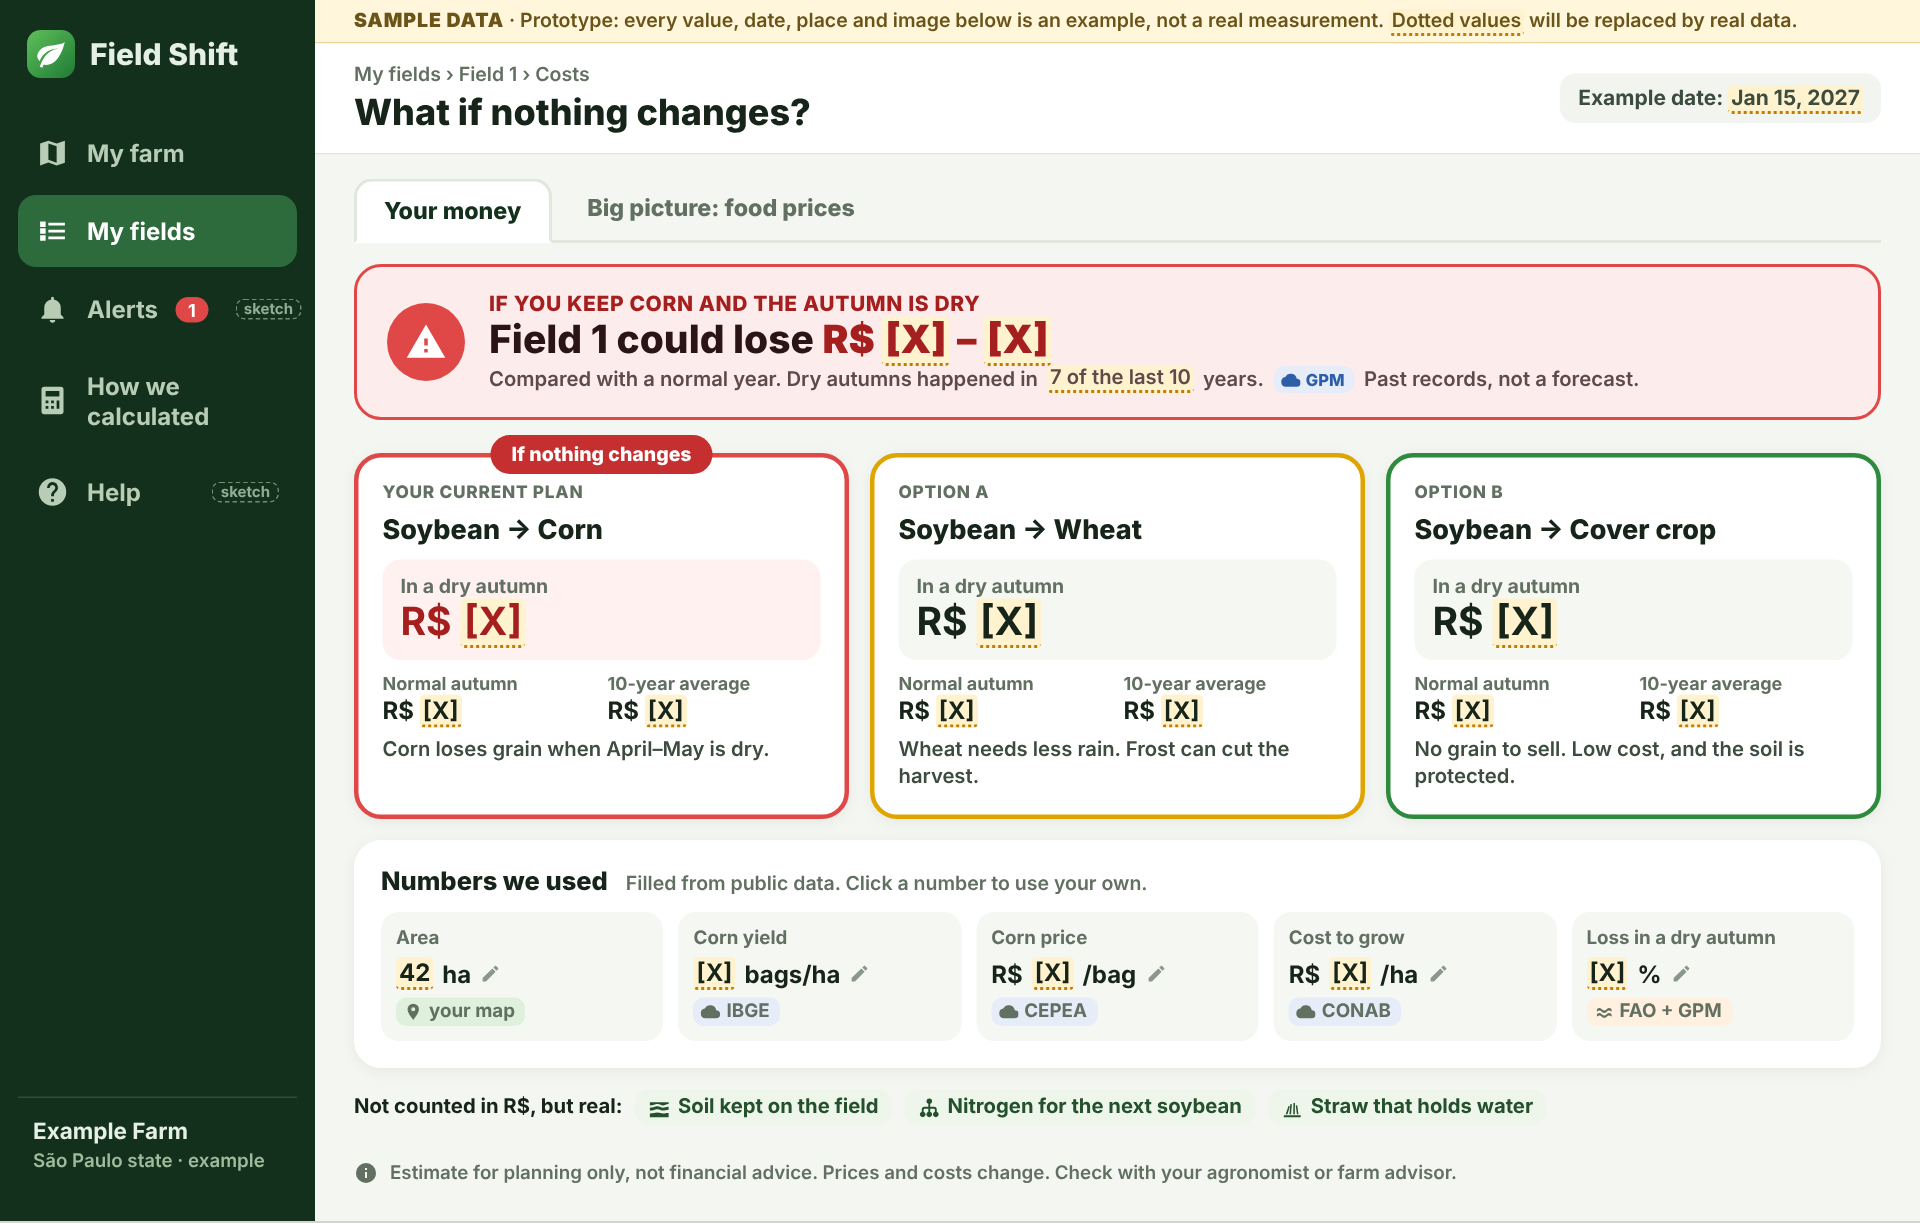 SAMPLE DATA · Prototype: every value, date, place and image below is an example, not a real measurement. Dotted values will be replaced by real data.
Field Shift
My farm
My fields
Alerts 1 sketch
How we
calculated
Help sketch
Example Farm
São Paulo state · example
My fields › Field 1 › Costs
What if nothing changes?
Example date: Jan 15, 2027
Your money
Big picture: food prices
IF YOU KEEP CORN AND THE AUTUMN IS DRY
Field 1 could lose R$ [X] – [X]
Compared with a normal year. Dry autumns happened in 7 of the last 10 years. GPM Past records, not a forecast.
If nothing changes
YOUR CURRENT PLAN
Soybean → Corn
In a dry autumn
R$ [X]
Normal autumn
R$ [X]
10-year average
R$ [X]
Corn loses grain when April–May is dry.
OPTION A
Soybean → Wheat
In a dry autumn
R$ [X]
Normal autumn
R$ [X]
10-year average
R$ [X]
Wheat needs less rain. Frost can cut the
harvest.
OPTION B
Soybean → Cover crop
In a dry autumn
R$ [X]
Normal autumn
R$ [X]
10-year average
R$ [X]
No grain to sell. Low cost, and the soil is
protected.
Numbers we used Filled from public data. Click a number to use your own.
Area
42 ha
your map
Corn yield
[X] bags/ha
IBGE
Corn price
R$ [X] /bag
CEPEA
Cost to grow
R$ [X] /ha
CONAB
Loss in a dry autumn
[X] %
FAO + GPM
Not counted in R$, but real: Soil kept on the field Nitrogen for the next soybean Straw that holds water
Estimate for planning only, not financial advice. Prices and costs change. Check with your agronomist or farm advisor.